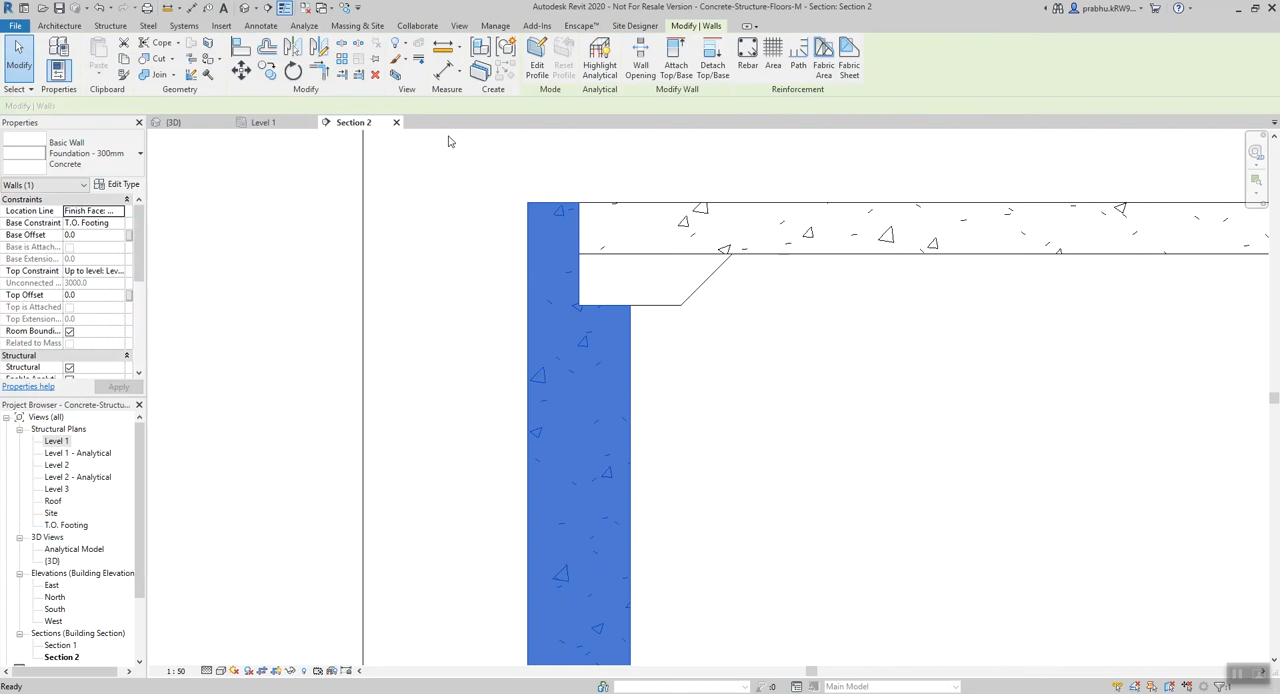 Autodesk Revit 2020 - Not For Resale Version - Concrete-Structure-Floors-M - Section: Section 2
prabhu.kRW9...
File Architecture Structure Steel Systems Insert Annotate Analyze Massing & Site Collaborate View Manage Add-Ins Enscape™ Site Designer Modify | Walls
Modify
Paste
Cope
Cut
Join
Edit Profile
Reset Profile
Highlight Analytical
Wall Opening
Attach Top/Base
Detach Top/Base
Rebar
Area
Path
Fabric Area
Fabric Sheet
Select Properties Clipboard Geometry Modify View Measure Create Mode Analytical Modify Wall Reinforcement
Modify | Walls
Properties
{3D}
Level 1
Section 2
Basic Wall
Foundation - 300mm
Concrete
Walls (1)
Edit Type
Constraints
Location Line Finish Face: ...
Base Constraint T.O. Footing
Base Offset 0.0
Base is Attach...
Base Extensio... 0.0
Top Constraint Up to level: Lev...
Unconnected ... 3000.0
Top Offset 0.0
Top is Attached
Top Extension... 0.0
Room Boundi...
Related to Mass
Structural
Structural
Properties help
Apply
Project Browser - Concrete-Structu...
Views (all)
Structural Plans
Level 1
Level 1 - Analytical
Level 2
Level 2 - Analytical
Level 3
Roof
Site
T.O. Footing
3D Views
Analytical Model
{3D}
Elevations (Building Elevation
East
North
South
West
Sections (Building Section)
Section 1
Section 2
1 : 50
Ready
:0
Main Model